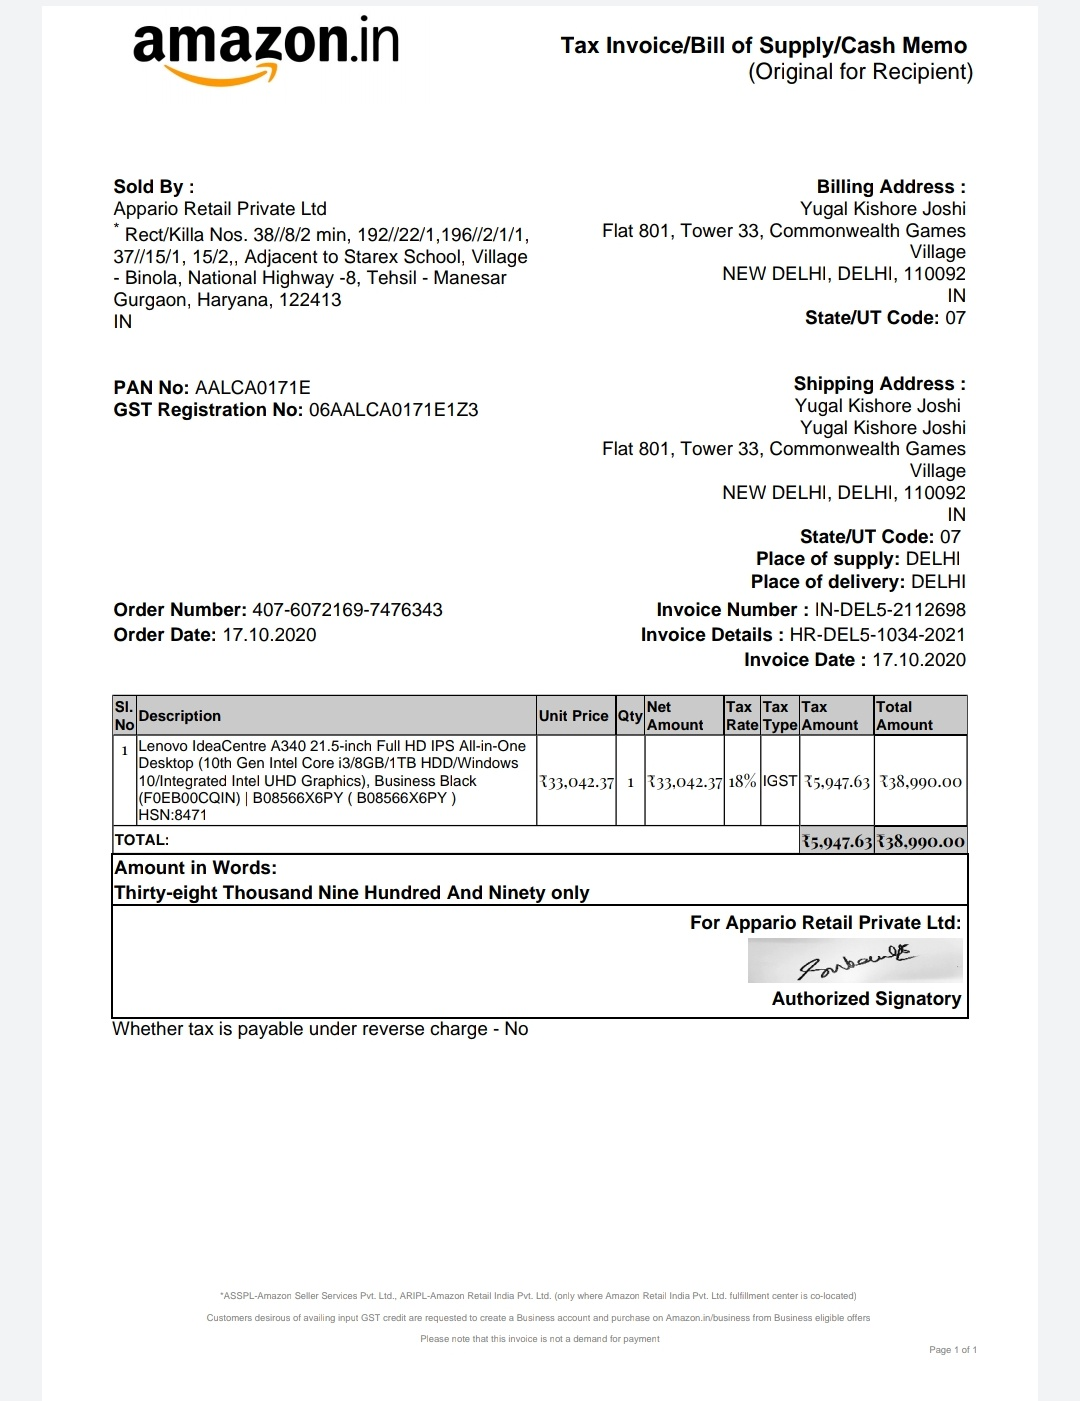 amazon.in
Tax Invoice/Bill of Supply/Cash Memo
(Original for Recipient)
Sold By :
Appario Retail Private Ltd
* Rect/Killa Nos. 38//8/2 min, 192//22/1,196//2/1/1,
37//15/1, 15/2,, Adjacent to Starex School, Village
- Binola, National Highway -8, Tehsil - Manesar
Gurgaon, Haryana, 122413
IN
Billing Address :
Yugal Kishore Joshi
Flat 801, Tower 33, Commonwealth Games
Village
NEW DELHI, DELHI, 110092
IN
State/UT Code: 07
PAN No: AALCA0171E
GST Registration No: 06AALCA0171E1Z3
Shipping Address :
Yugal Kishore Joshi
Yugal Kishore Joshi
Flat 801, Tower 33, Commonwealth Games
Village
NEW DELHI, DELHI, 110092
IN
State/UT Code: 07
Place of supply: DELHI
Place of delivery: DELHI
Order Number: 407-6072169-7476343
Order Date: 17.10.2020
Invoice Number : IN-DEL5-2112698
Invoice Details : HR-DEL5-1034-2021
Invoice Date : 17.10.2020
Sl. No Description Unit Price Qty Net Amount Tax Rate Tax Type Tax Amount Total Amount
1 Lenovo IdeaCentre A340 21.5-inch Full HD IPS All-in-One
Desktop (10th Gen Intel Core i3/8GB/1TB HDD/Windows
10/Integrated Intel UHD Graphics), Business Black
(F0EB00CQIN) | B08566X6PY ( B08566X6PY )
HSN:8471
₹33,042.37 1 ₹33,042.37 18% IGST ₹5,947.63 ₹38,990.00
TOTAL: ₹5,947.63 ₹38,990.00
Amount in Words:
Thirty-eight Thousand Nine Hundred And Ninety only
For Appario Retail Private Ltd:
Authorized Signatory
Whether tax is payable under reverse charge - No
*ASSPL-Amazon Seller Services Pvt. Ltd., ARIPL-Amazon Retail India Pvt. Ltd. (only where Amazon Retail India Pvt. Ltd. fulfillment center is co-located)
Customers desirous of availing input GST credit are requested to create a Business account and purchase on Amazon.in/business from Business eligible offers
Please note that this invoice is not a demand for payment
Page 1 of 1